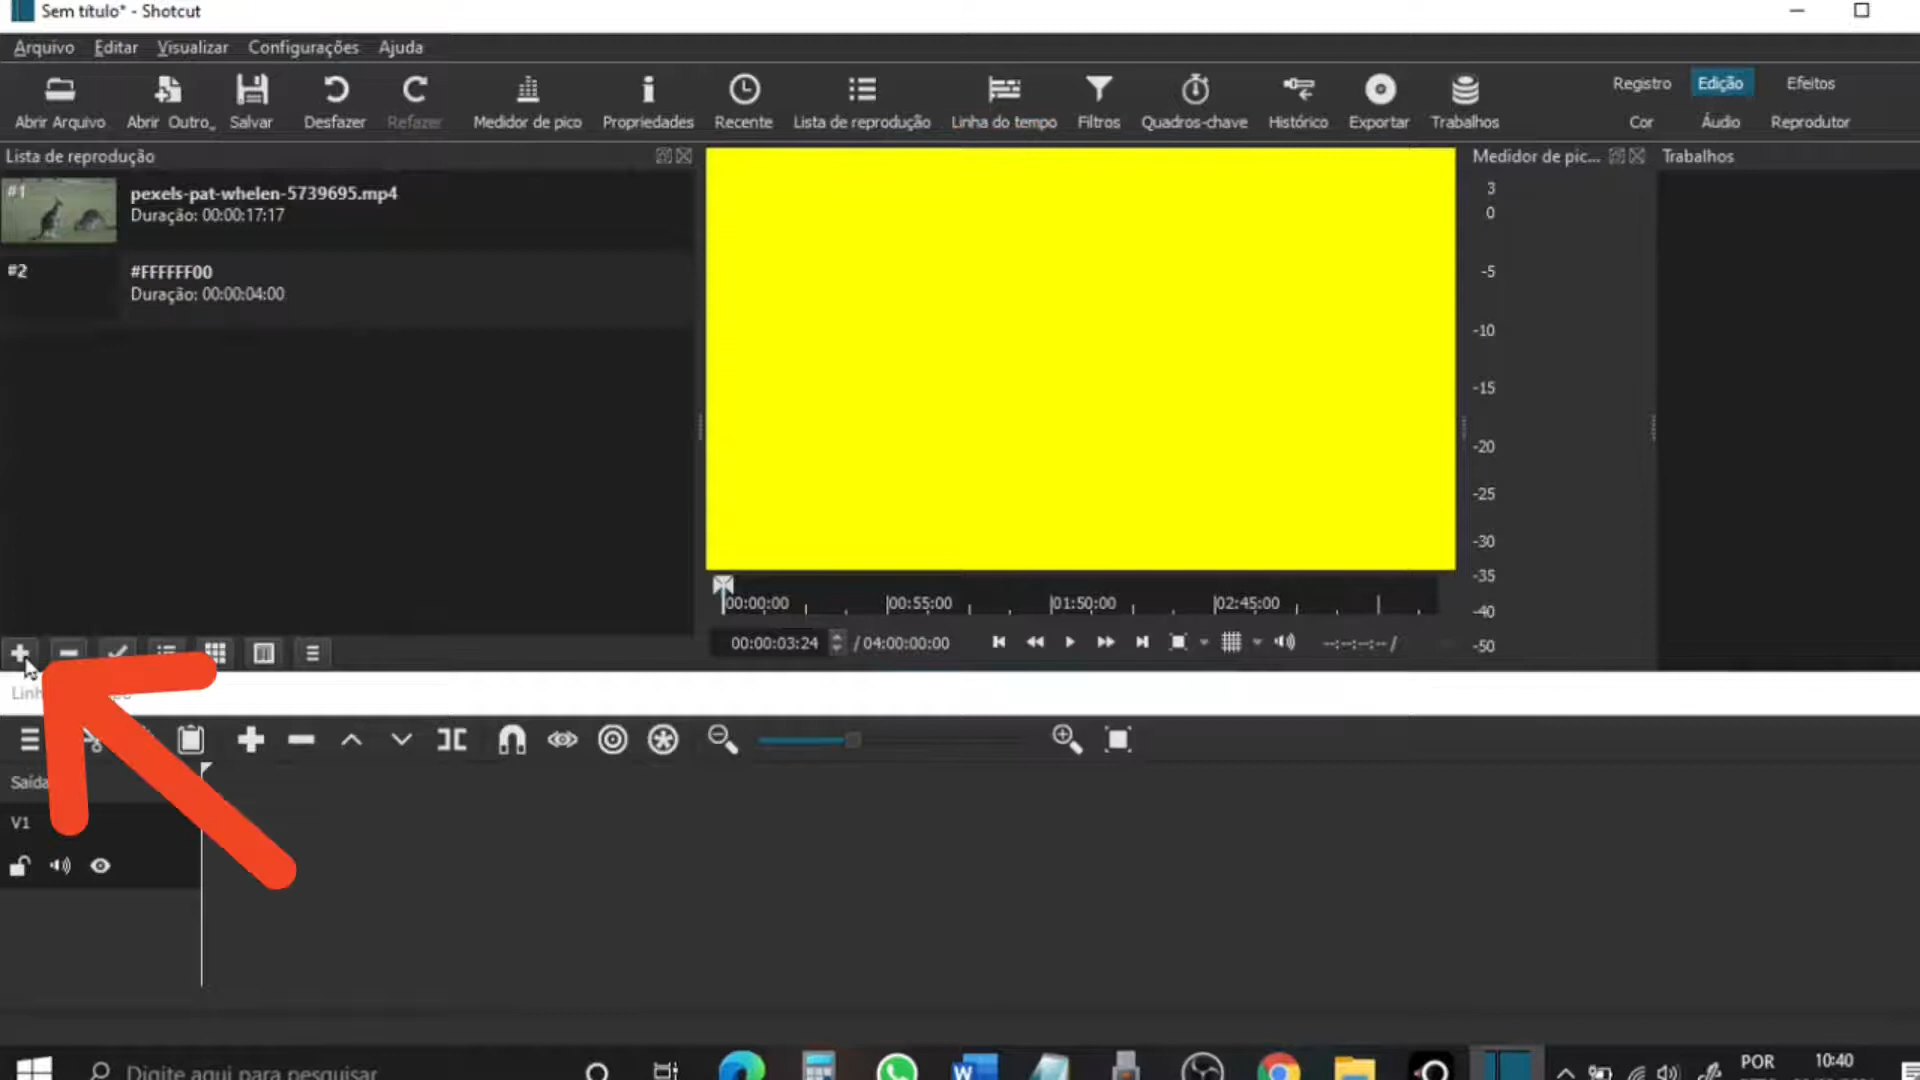 Sem título* - Shotcut
Arquivo Editar Visualizar Configurações Ajuda
Abrir Arquivo Abrir Outro... Salvar Desfazer Refazer Medidor de pico Propriedades Recente Lista de reprodução Linha do tempo Filtros Quadros-chave Histórico Exportar Trabalhos
Registro Edição Efeitos
Cor Áudio Reprodutor
Lista de reprodução
Medidor de pic... Trabalhos
#1 pexels-pat-whelen-5739695.mp4
Duração: 00:00:17:17
#2 #FFFFFF00
Duração: 00:00:04:00
3
0
-5
-10
-15
-20
-25
-30
-35
-40
-50
00:00:00 00:55:00 01:50:00 02:45:00
00:00:03:24 / 04:00:00:00 --:--:--:-- /
Saída
V1
Digite aqui para pesquisar
POR 10:40